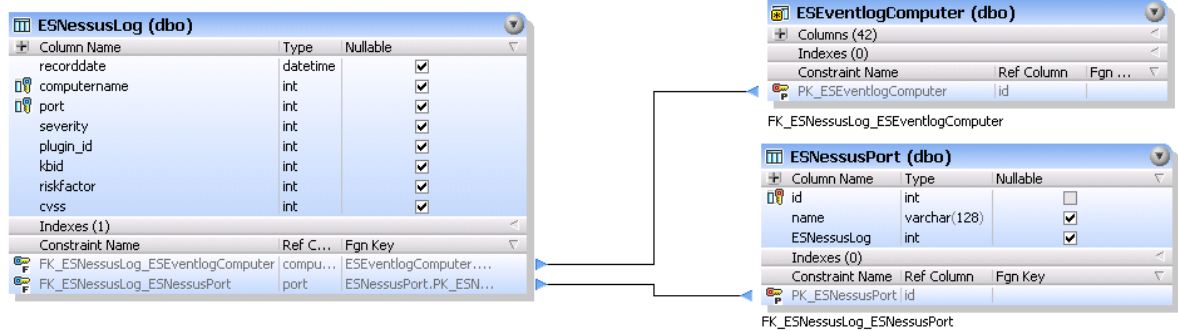 ESNessusLog (dbo)
Column Name Type Nullable
recorddate datetime
computername int
port int
severity int
plugin_id int
kbid int
riskfactor int
cvss int
Indexes (1)
Constraint Name Ref C... Fgn Key
FK_ESNessusLog_ESEventlogComputer compu... ESEventlogComputer....
FK_ESNessusLog_ESNessusPort port ESNessusPort.PK_ESN...
ESEventlogComputer (dbo)
Columns (42)
Indexes (0)
Constraint Name Ref Column Fgn ...
PK_ESEventlogComputer id
FK_ESNessusLog_ESEventlogComputer
ESNessusPort (dbo)
Column Name Type Nullable
id int
name varchar(128)
ESNessusLog int
Indexes (0)
Constraint Name Ref Column Fgn Key
PK_ESNessusPort id
FK_ESNessusLog_ESNessusPort